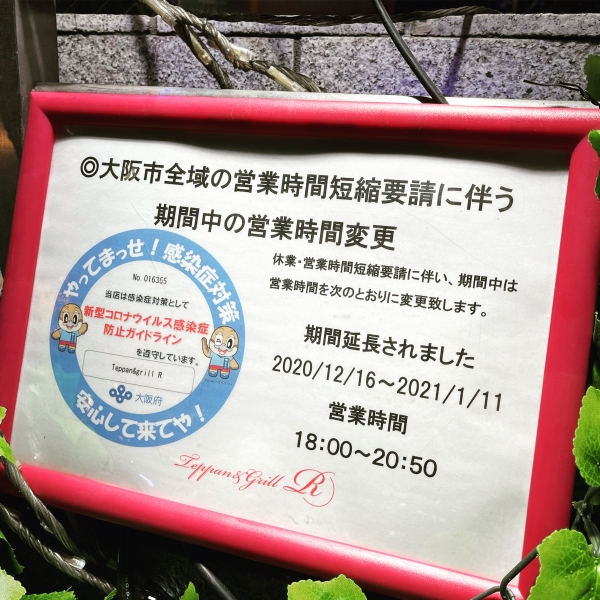 ◎大阪市全域の営業時間短縮要請に伴う
期間中の営業時間変更
休業・営業時間短縮要請に伴い、期間中は
営業時間を次のとおりに変更致します。
期間延長されました
2020/12/16～2021/1/11
営業時間
18:00～20:50
やってまっせ！感染症対策
No.016355
当店は感染症対策として
新型コロナウイルス感染症
防止ガイドライン
を遵守しています。
Teppan&grill R
大阪府
安心して来てや！
Teppan&Grill R